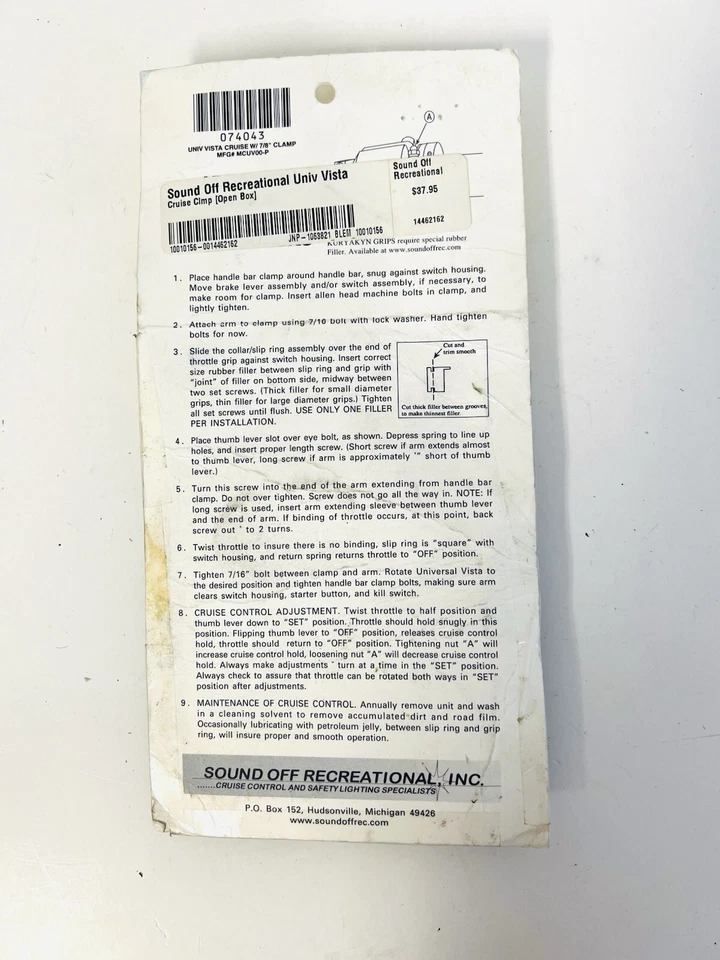 074043
UNIV VISTA CRUISE W/ 7/8" CLAMP
MFG# MCUV00-P
A
Sound Off Recreational Univ Vista
Cruise Clmp [Open Box]
Sound Off
Recreational
$37.95
14462162
10010156-0014462162
JNP-1063821 BLEM 10010156
KURYAKYN GRIPS require special rubber
Filler. Available at www.soundoffrec.com
1. Place handle bar clamp around handle bar, snug against switch housing.
Move brake lever assembly and/or switch assembly, if necessary, to
make room for clamp. Insert allen head machine bolts in clamp, and
lightly tighten.
2. Attach arm to clamp using 7/16 bolt with lock washer. Hand tighten
bolts for now.
3. Slide the collar/slip ring assembly over the end of
throttle grip against switch housing. Insert correct
size rubber filler between slip ring and grip with
"joint" of filler on bottom side, midway between
two set screws. (Thick filler for small diameter
grips, thin filler for large diameter grips.) Tighten
all set screws until flush. USE ONLY ONE FILLER
PER INSTALLATION.
Cut and
trim smooth
Cut thick filler between grooves,
to make thinnest filler.
4. Place thumb lever slot over eye bolt, as shown. Depress spring to line up
holes, and insert proper length screw. (Short screw if arm extends almost
to thumb lever, long screw if arm is approximately " short of thumb
lever.)
5. Turn this screw into the end of the arm extending from handle bar
clamp. Do not over tighten. Screw does not go all the way in. NOTE: If
long screw is used, insert arm extending sleeve between thumb lever
and the end of arm. If binding of throttle occurs, at this point, back
screw out to 2 turns.
6. Twist throttle to insure there is no binding, slip ring is "square" with
switch housing, and return spring returns throttle to "OFF" position.
7. Tighten 7/16" bolt between clamp and arm. Rotate Universal Vista to
the desired position and tighten handle bar clamp bolts, making sure arm
clears switch housing, starter button, and kill switch.
8. CRUISE CONTROL ADJUSTMENT. Twist throttle to half position and
thumb lever down to "SET" position. Throttle should hold snugly in this
position. Flipping thumb lever to "OFF" position, releases cruise control
hold, throttle should return to "OFF" position. Tightening nut "A" will
increase cruise control hold, loosening nut "A" will decrease cruise control
hold. Always make adjustments turn at a time in the "SET" position.
Always check to assure that throttle can be rotated both ways in "SET"
position after adjustments.
9. MAINTENANCE OF CRUISE CONTROL. Annually remove unit and wash
in a cleaning solvent to remove accumulated dirt and road film.
Occasionally lubricating with petroleum jelly, between slip ring and grip
ring, will insure proper and smooth operation.
SOUND OFF RECREATIONAL, INC.
.......CRUISE CONTROL AND SAFETY LIGHTING SPECIALISTS
P.O. Box 152, Hudsonville, Michigan 49426
www.soundoffrec.com